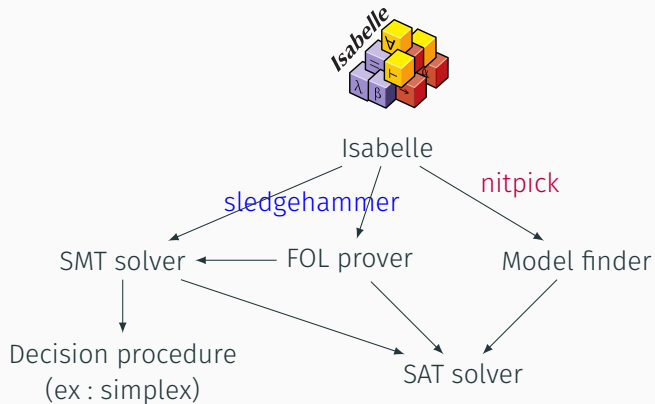 Isabelle
∀
λ
β
Isabelle
nitpick
sledgehammer
SMT solver
FOL prover
Model finder
Decision procedure
(ex : simplex)
SAT solver